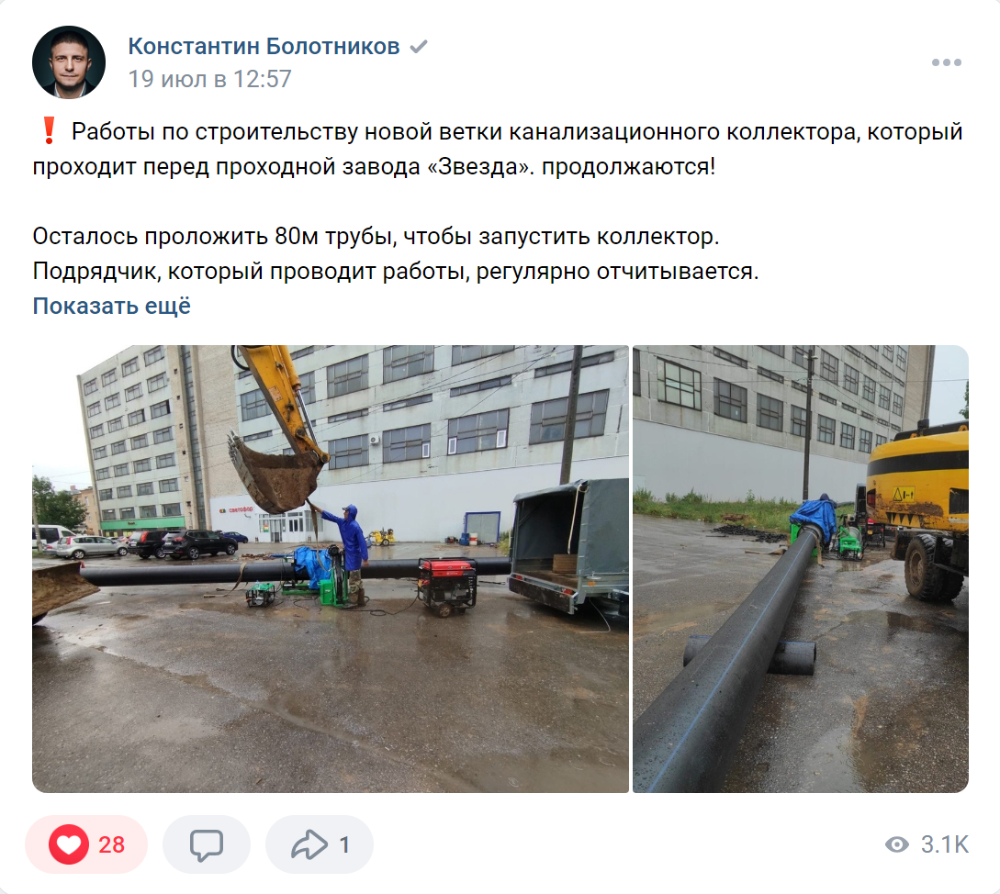 Константин Болотников
19 июл в 12:57
❗ Работы по строительству новой ветки канализационного коллектора, который
проходит перед проходной завода «Звезда». продолжаются!
Осталось проложить 80м трубы, чтобы запустить коллектор.
Подрядчик, который проводит работы, регулярно отчитывается.
Показать ещё
светофор
28
1
3.1K